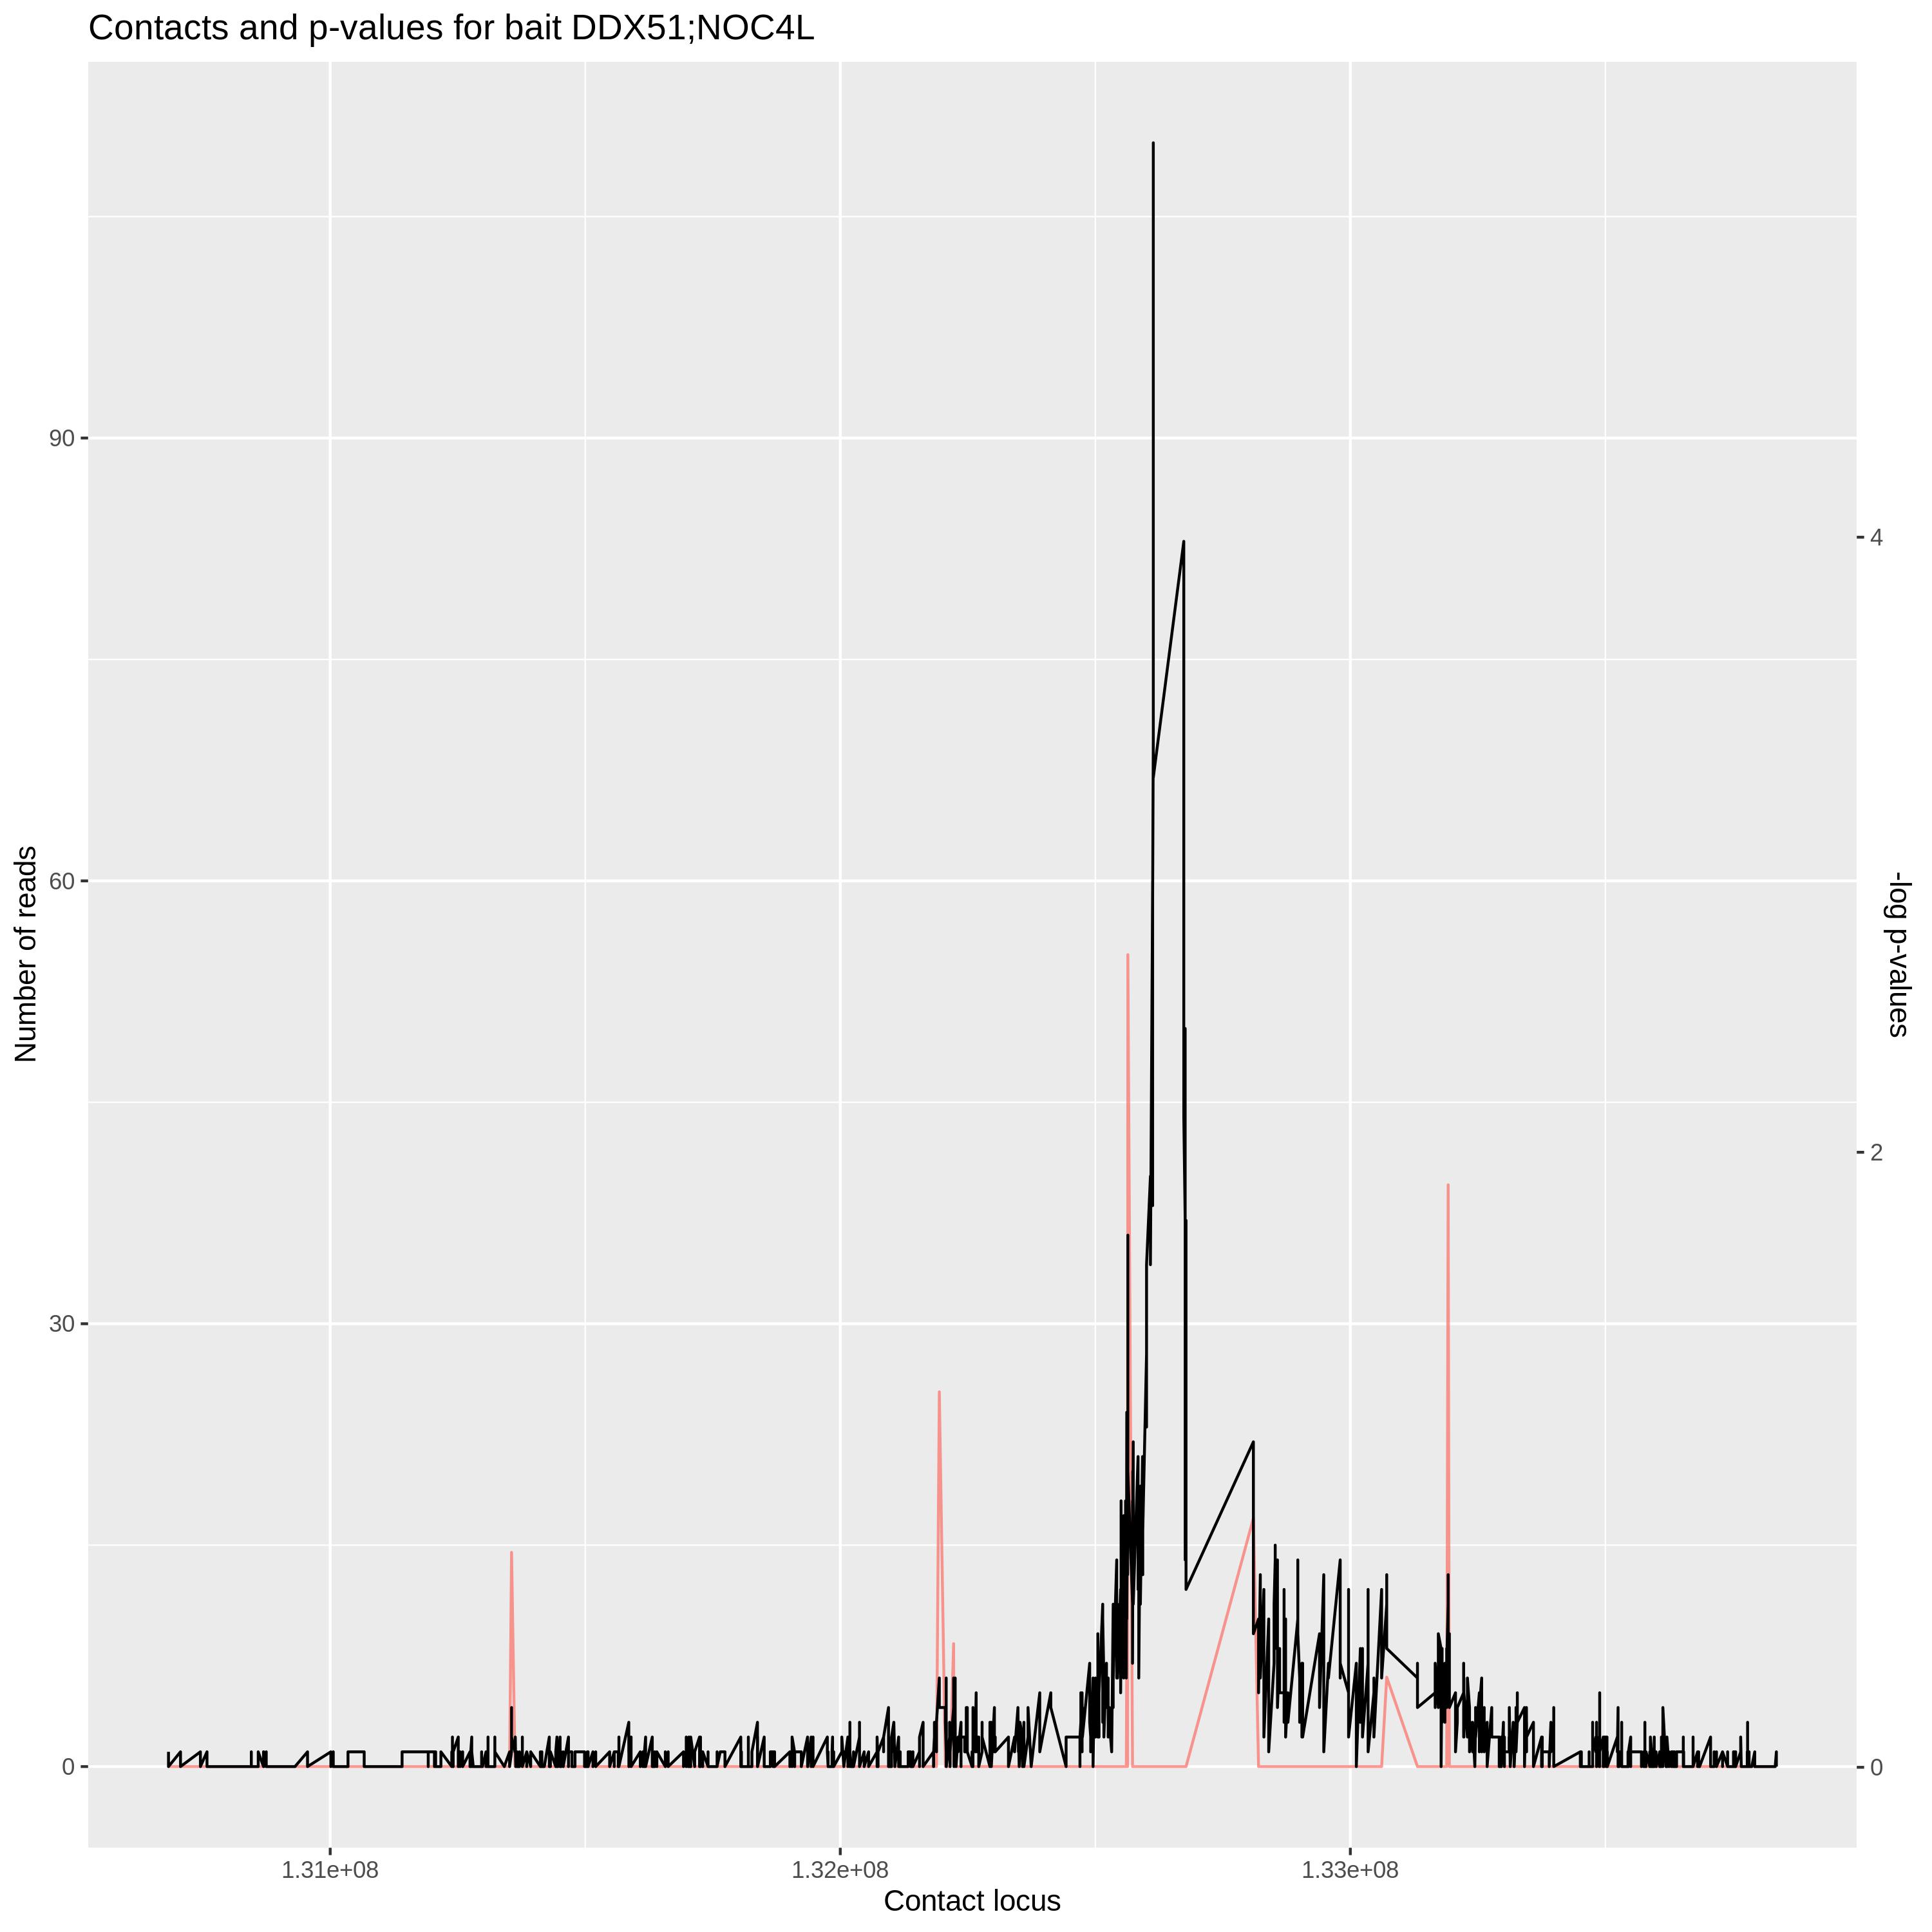 Contacts and p-values for bait DDX51;NOC4L
90
60
30
0
4
2
0
Number of reads
-log p-values
1.31e+08
1.32e+08
1.33e+08
Contact locus